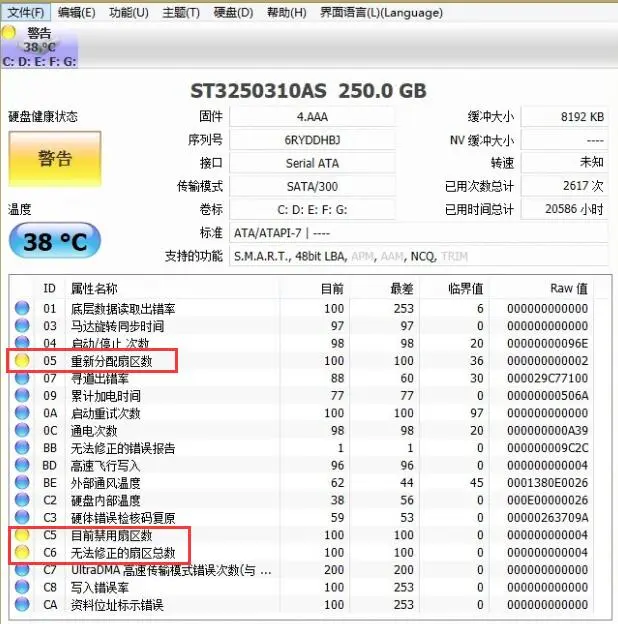 文件(F) 编辑(E) 功能(U) 主题(T) 硬盘(D) 帮助(H) 界面语言(L)(Language)
警告
38 °C
C: D: E: F: G:
ST3250310AS 250.0 GB
硬盘健康状态 固件 4.AAA 缓冲大小 8192 KB
警告 序列号 6RYDDHBJ NV 缓冲大小 ----
接口 Serial ATA 转速 未知
传输模式 SATA/300 已用次数总计 2617 次
温度 卷标 C: D: E: F: G: 已用时间总计 20586 小时
38 °C 标准 ATA/ATAPI-7 | ----
支持的功能 S.M.A.R.T., 48bit LBA, APM, AAM, NCQ, TRIM
ID 属性名称 目前 最差 临界值 Raw 值
01 底层数据读取出错率 100 253 6 000000000000
03 马达旋转同步时间 97 97 0 000000000000
04 启动/停止 次数 98 98 20 00000000096E
05 重新分配扇区数 100 100 36 000000000002
07 寻道出错率 88 60 30 000029C77100
09 累计加电时间 77 77 0 00000000506A
0A 启动重试次数 100 100 97 000000000000
0C 通电次数 98 98 20 000000000A39
BB 无法修正的错误报告 1 1 0 000000009C2C
BD 高速飞行写入 96 96 0 000000000004
BE 外部通风温度 62 44 45 0001380E0026
C2 硬盘内部温度 38 56 0 000E00000026
C3 硬体错误检核码复原 59 53 0 00000263709A
C5 目前禁用扇区数 100 100 0 000000000004
C6 无法修正的扇区总数 100 100 0 000000000004
C7 UltraDMA 高速传输模式错误次数(与 ... 200 200 0 000000000000
C8 写入错误率 100 253 0 000000000000
CA 资料位址标示错误 100 253 0 000000000000